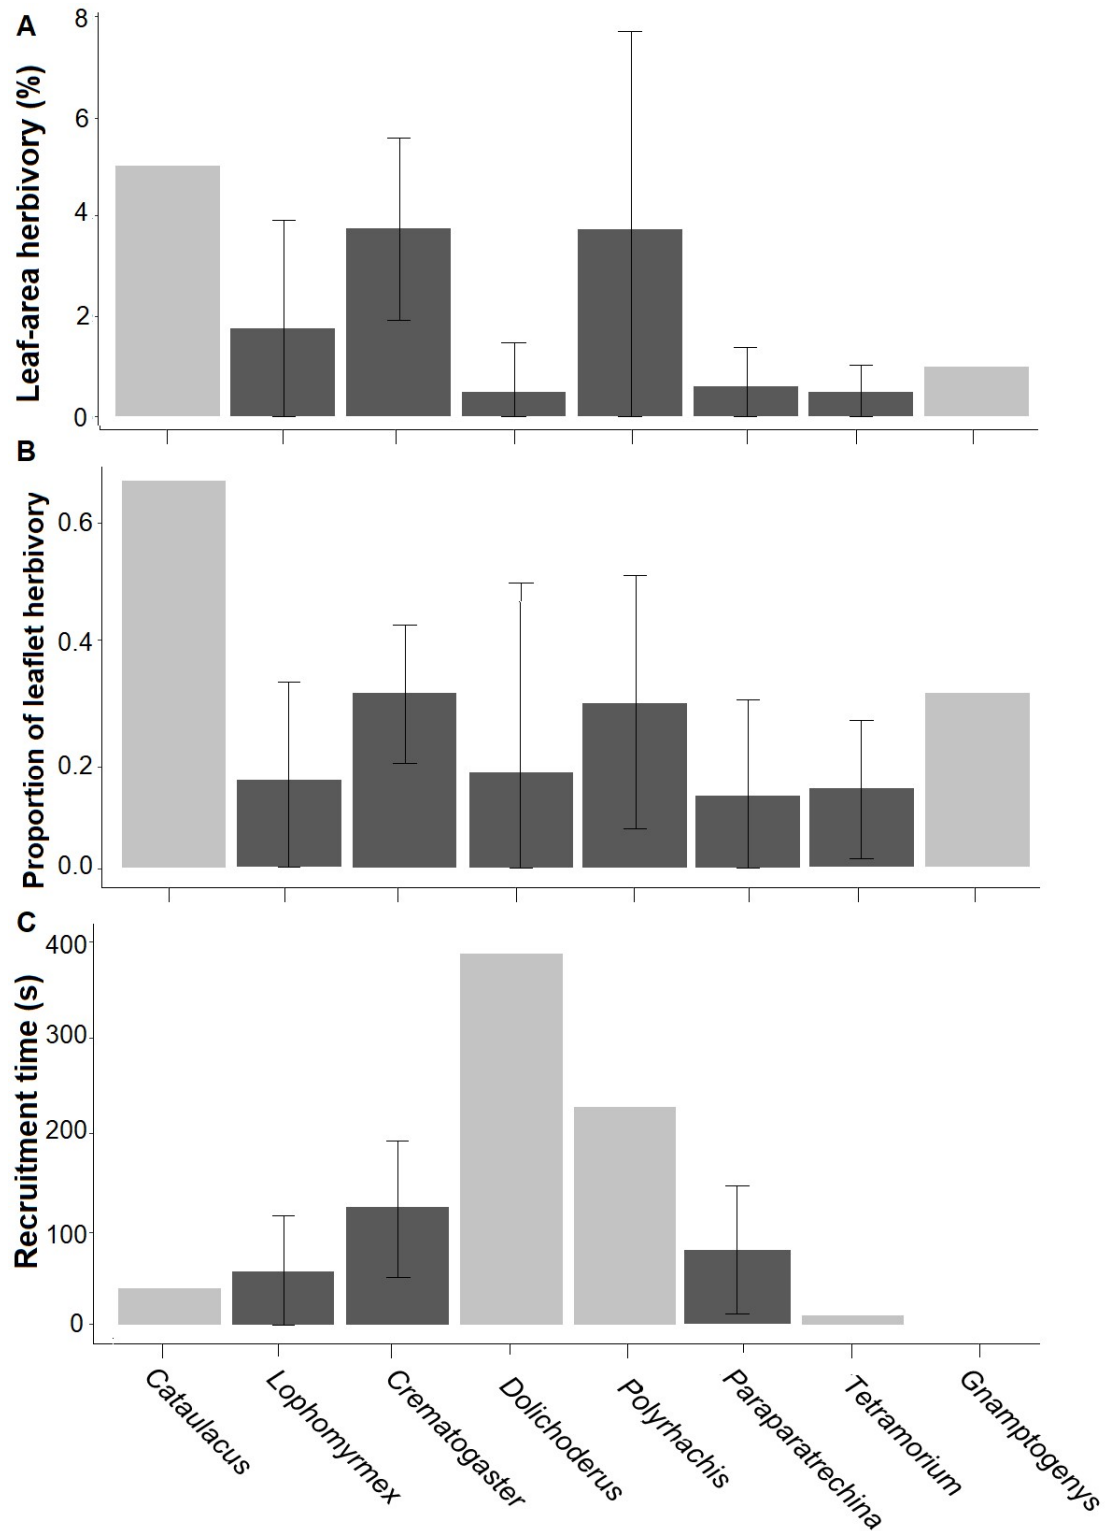 A
Leaf-area herbivory (%)
8
6
4
2
0
B
Proportion of leaflet herbivory
0.6
0.4
0.2
0.0
C
Recruitment time (s)
400
300
200
100
0
Cataulacus
Lophomyrmex
Crematogaster
Dolichoderus
Polyrhachis
Paraparatrechina
Tetramorium
Gnamptogenys